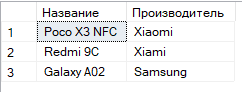 Название Производитель
1 Poco X3 NFC Xiaomi
2 Redmi 9C Xiami
3 Galaxy A02 Samsung